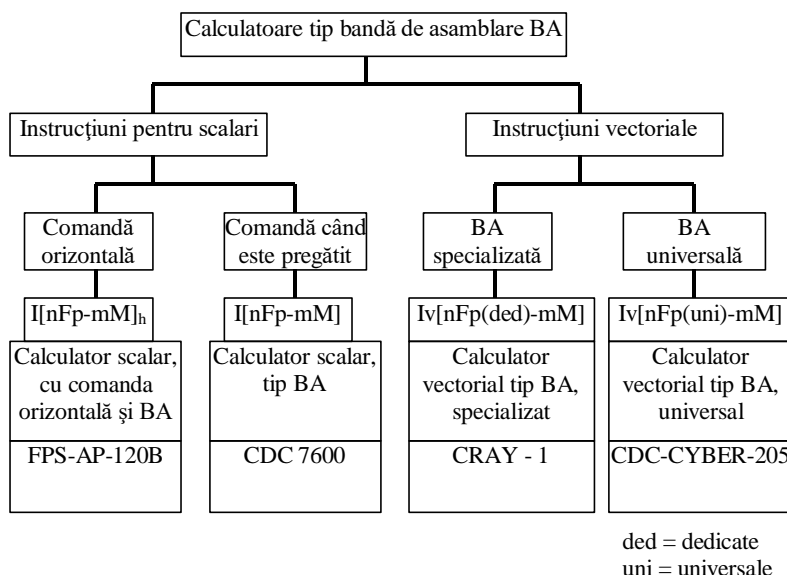 Calculatoare tip bandă de asamblare BA
Instrucţiuni pentru scalari
Instrucţiuni vectoriale
Comandă
orizontală
Comandă când
este pregătit
BA
specializată
BA
universală
I[nFp-mM]h
I[nFp-mM]
Iv[nFp(ded)-mM]
Iv[nFp(uni)-mM]
Calculator scalar,
cu comanda
orizontală şi BA
Calculator scalar,
tip BA
Calculator
vectorial tip BA,
specializat
Calculator
vectorial tip BA,
universal
FPS-AP-120B
CDC 7600
CRAY - 1
CDC-CYBER-205
ded = dedicate
uni = universale